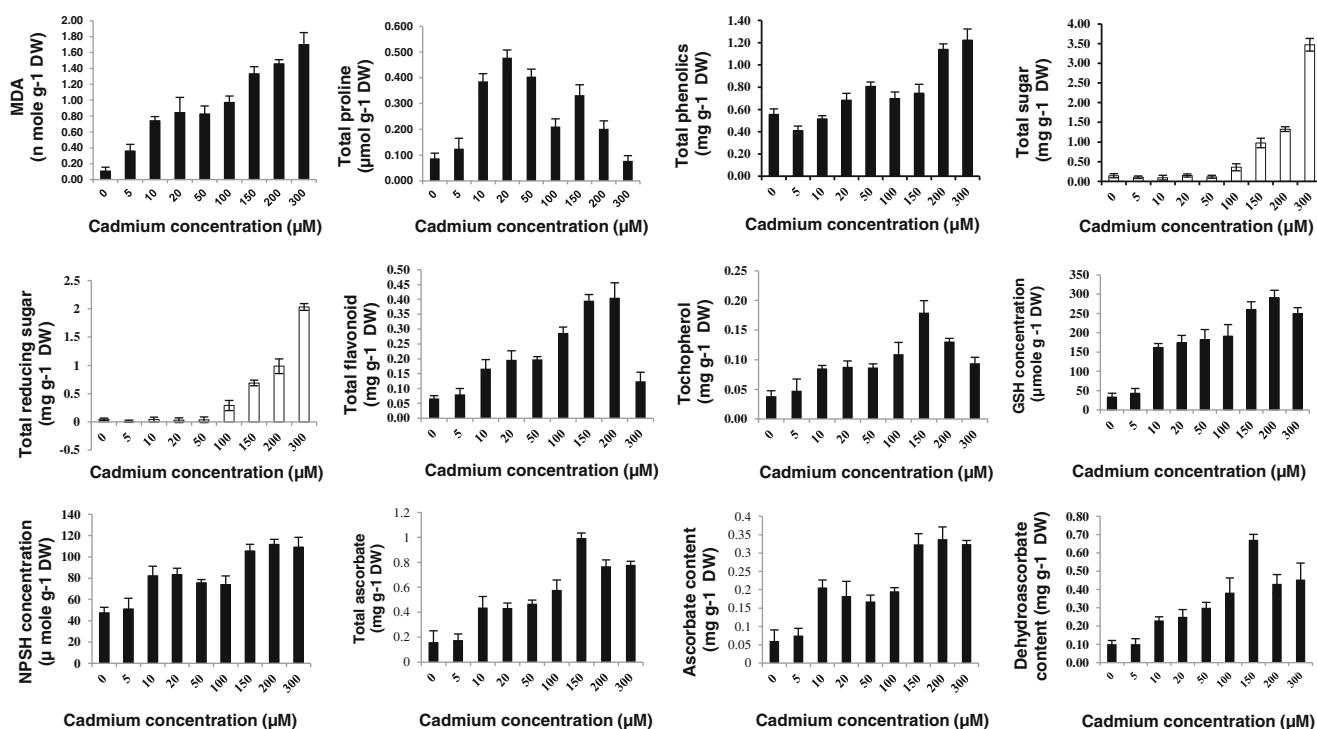 MDA
(n mole g-1 DW)
2.00
1.80
1.60
1.40
1.20
1.00
0.80
0.60
0.40
0.20
0.00
0 5 10 20 50 100 150 200 300
Cadmium concentration (µM)
Total proline
(µmol g-1 DW)
0.600
0.500
0.400
0.300
0.200
0.100
0.000
0 5 10 20 50 100 150 200 300
Cadmium concentration (µM)
Total phenolics
(mg g-1 DW)
1.40
1.20
1.00
0.80
0.60
0.40
0.20
0.00
0 5 10 20 50 100 150 200 300
Cadmium concentration (µM)
Total sugar
(mg g-1 DW)
4.00
3.50
3.00
2.50
2.00
1.50
1.00
0.50
0.00
0 5 10 20 50 100 150 200 300
Cadmium concentration (µM)
Total reducing sugar
(mg g-1 DW)
2.5
2
1.5
1
0.5
0
-0.5
0 5 10 20 50 100 150 200 300
Cadmium concentration (µM)
Total flavonoid
(mg g-1 DW)
0.50
0.45
0.40
0.35
0.30
0.25
0.20
0.15
0.10
0.05
0.00
0 5 10 20 50 100 150 200 300
Cadmium concentration (µM)
Tochopherol
(mg g-1 DW)
0.25
0.20
0.15
0.10
0.05
0.00
0 5 10 20 50 100 150 200 300
Cadmium concentration (µM)
GSH concentration
(µmole g-1 DW)
350
300
250
200
150
100
50
0
0 5 10 20 50 100 150 200 300
Cadmium concentration (µM)
NPSH concentration
(µ mole g-1 DW)
140
120
100
80
60
40
20
0
0 5 10 20 50 100 150 200 300
Cadmium concentration (µM)
Total ascorbate
(mg g-1 DW)
1.2
1
0.8
0.6
0.4
0.2
0
0 5 10 20 50 100 150 200 300
Cadmium concentration (µM)
Ascorbate content
(mg g-1 DW)
0.4
0.35
0.3
0.25
0.2
0.15
0.1
0.05
0
0 5 10 20 50 100 150 200 300
Cadmium concentration (µM)
Dehydroascorbate
content (mg g-1 DW)
0.80
0.70
0.60
0.50
0.40
0.30
0.20
0.10
0.00
0 5 10 20 50 100 150 200 300
Cadmium concentration (µM)